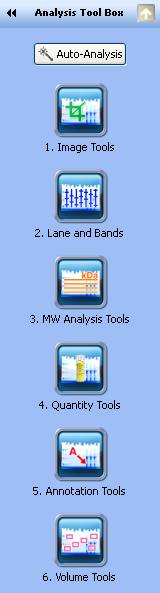 Analysis Tool Box
Auto-Analysis
1. Image Tools
2. Lane and Bands
kDa
3. MW Analysis Tools
4. Quantity Tools
A
5. Annotation Tools
6. Volume Tools